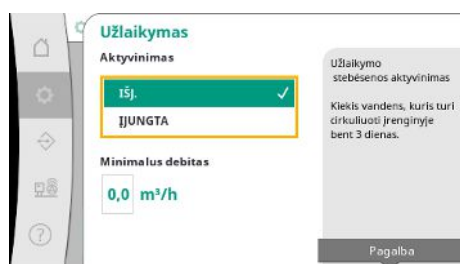 Užlaikymas
Aktyvinimas
IŠJ.
ĮJUNGTA
Minimalus debitas
0,0 m³/h
Užlaikymo
stebėsenos aktyvinimas
Kiekis vandens, kuris turi
cirkuliuoti įrenginyje
bent 3 dienas.
Pagalba